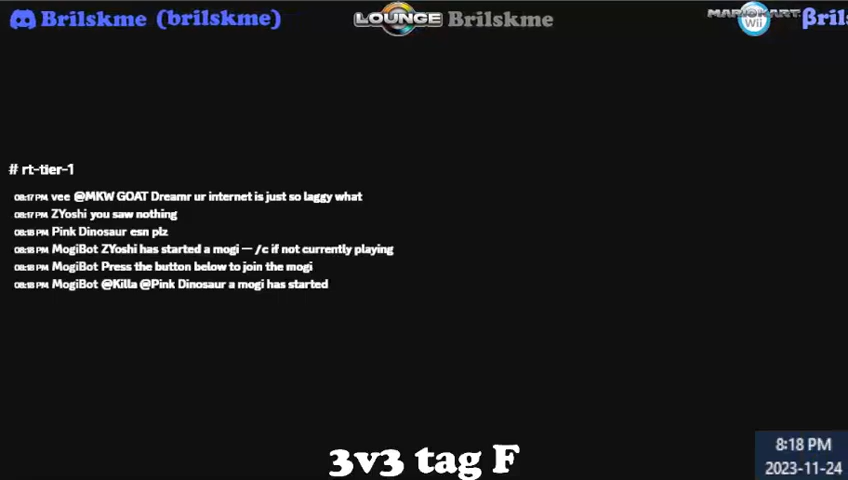 Brilskme (brilskme)
LOUNGE Brilskme
MARIOKART Wii βrils
# rt-tier-1
08:17 PM vee @MKW GOAT Dreamr ur internet is just so laggy what
08:17 PM ZYoshi you saw nothing
08:18 PM Pink Dinosaur esn plz
08:18 PM MogiBot ZYoshi has started a mogi — /c if not currently playing
08:18 PM MogiBot Press the button below to join the mogi
08:18 PM MogiBot @Killa @Pink Dinosaur a mogi has started
3v3 tag F
8:18 PM
2023-11-24